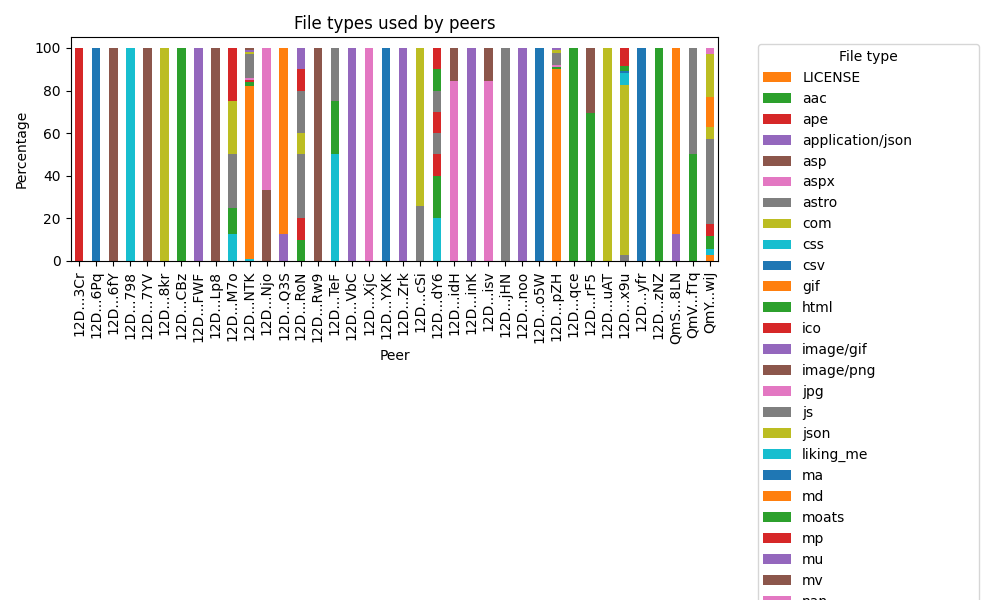 File types used by peers
Percentage
100
80
60
40
20
0
12D...3Cr
12D...6Pq
12D...6fY
12D...798
12D...7YV
12D...8kr
12D...CBz
12D...FWF
12D...Lp8
12D...M7o
12D...NTK
12D...Njo
12D...Q3S
12D...RoN
12D...Rw9
12D...TeF
12D...VbC
12D...XjC
12D...YXK
12D...Zrk
12D...cSi
12D...dY6
12D...idH
12D...inK
12D...isv
12D...jHN
12D...noo
12D...o5W
12D...pZH
12D...qce
12D...rF5
12D...uAT
12D...x9u
12D...yfr
12D...zNZ
QmS...8LN
QmV...fTq
QmY...wiJ
Peer
File type
LICENSE
aac
ape
application/json
asp
aspx
astro
com
css
csv
gif
html
ico
image/gif
image/png
jpg
js
json
liking_me
ma
md
moats
mp
mu
mv